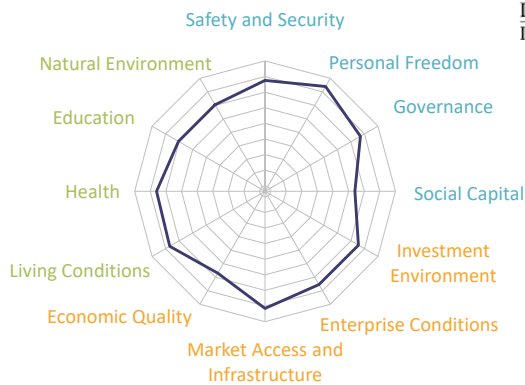 Safety and Security
Natural Environment
Personal Freedom
Education
Governance
Health
Social Capital
Investment
Environment
Living Conditions
Economic Quality
Enterprise Conditions
Market Access and
Infrastructure